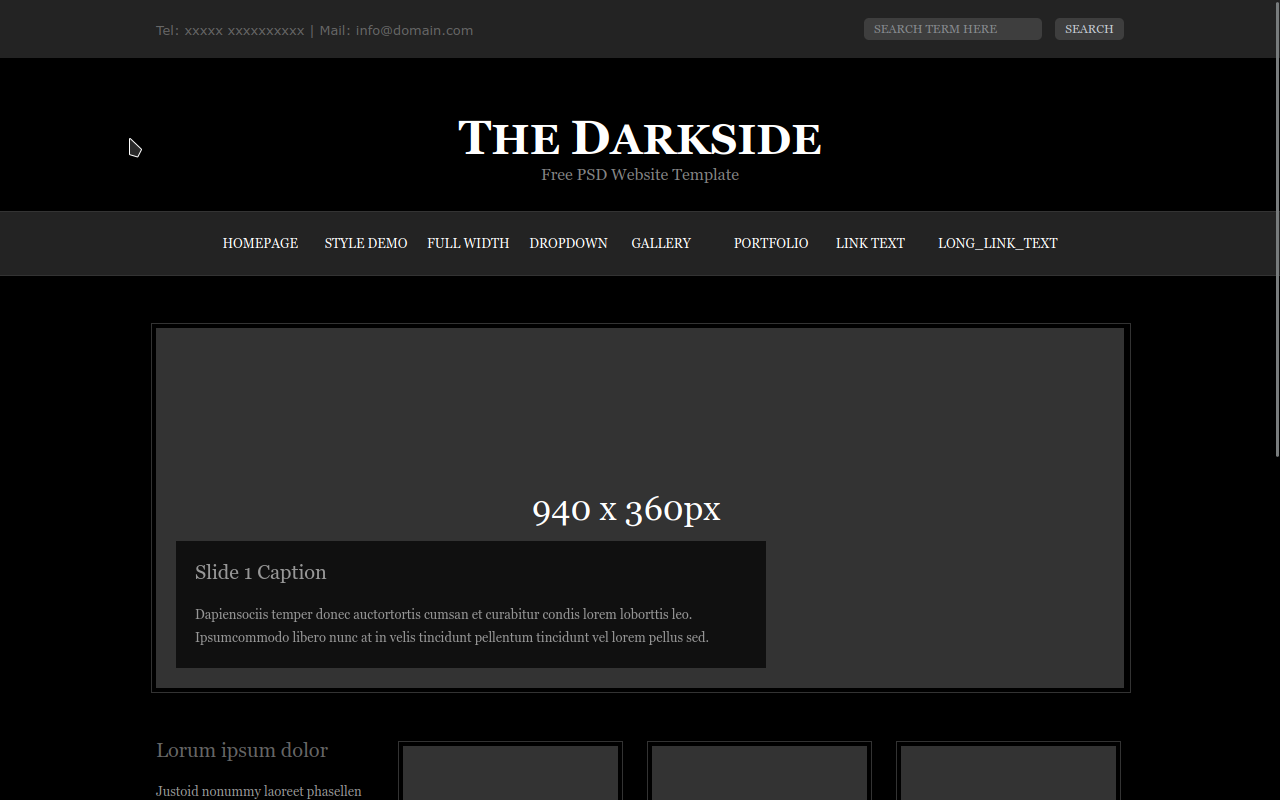 Tel: xxxxx xxxxxxxxxx | Mail: info@domain.com
SEARCH TERM HERE
SEARCH
THE DARKSIDE
Free PSD Website Template
HOMEPAGE
STYLE DEMO
FULL WIDTH
DROPDOWN
GALLERY
PORTFOLIO
LINK TEXT
LONG_LINK_TEXT
940 x 360px
Slide 1 Caption
Dapiensociis temper donec auctortortis cumsan et curabitur condis lorem loborttis leo.
Ipsumcommodo libero nunc at in velis tincidunt pellentum tincidunt vel lorem pellus sed.
Lorum ipsum dolor
Justoid nonummy laoreet phasellen